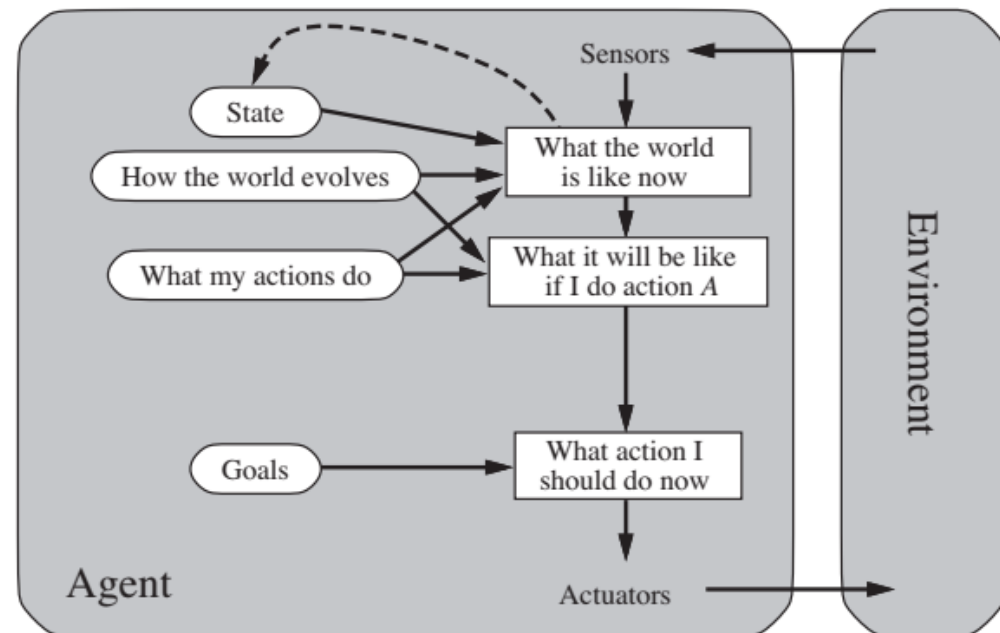 Sensors
State
What the world
is like now
How the world evolves
What my actions do
What it will be like
if I do action A
Environment
Goals
What action I
should do now
Agent
Actuators